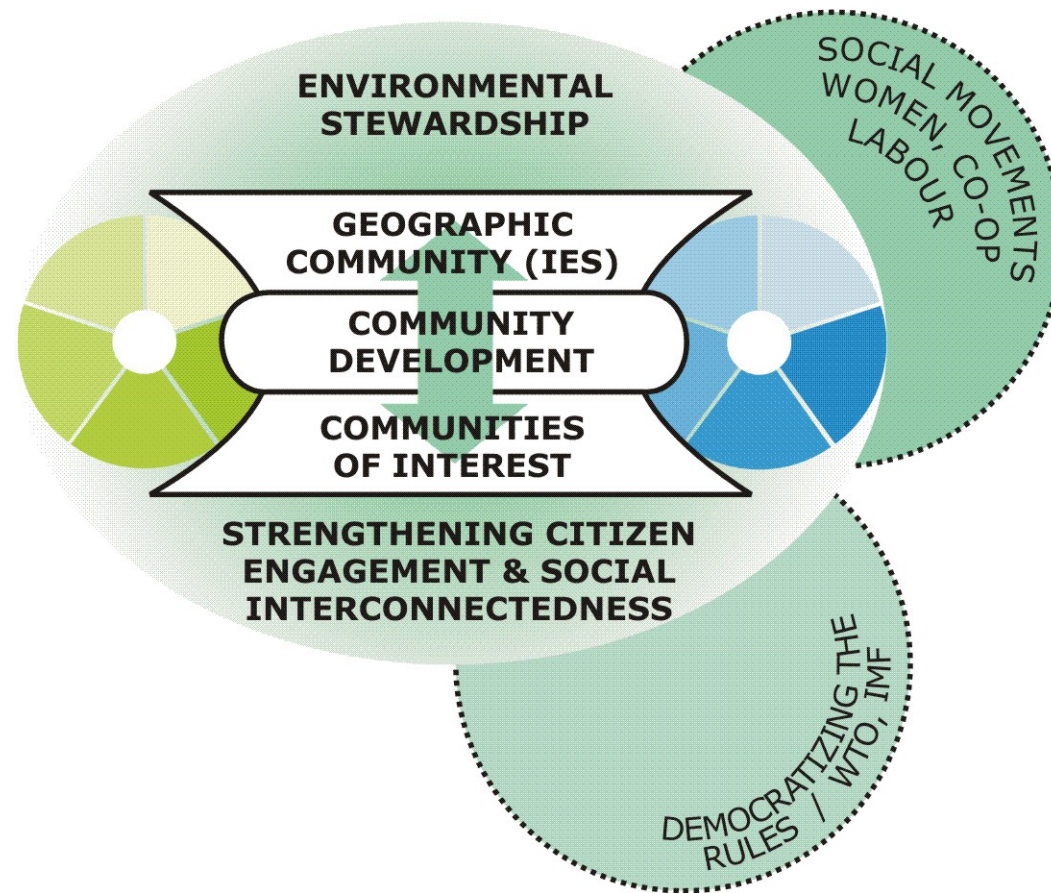 ENVIRONMENTAL
STEWARDSHIP
GEOGRAPHIC
COMMUNITY (IES)
COMMUNITY
DEVELOPMENT
COMMUNITIES
OF INTEREST
STRENGTHENING CITIZEN
ENGAGEMENT & SOCIAL
INTERCONNECTEDNESS
SOCIAL MOVEMENTS
WOMEN, CO-OP
LABOUR
DEMOCRATIZING THE
RULES / WTO, IMF